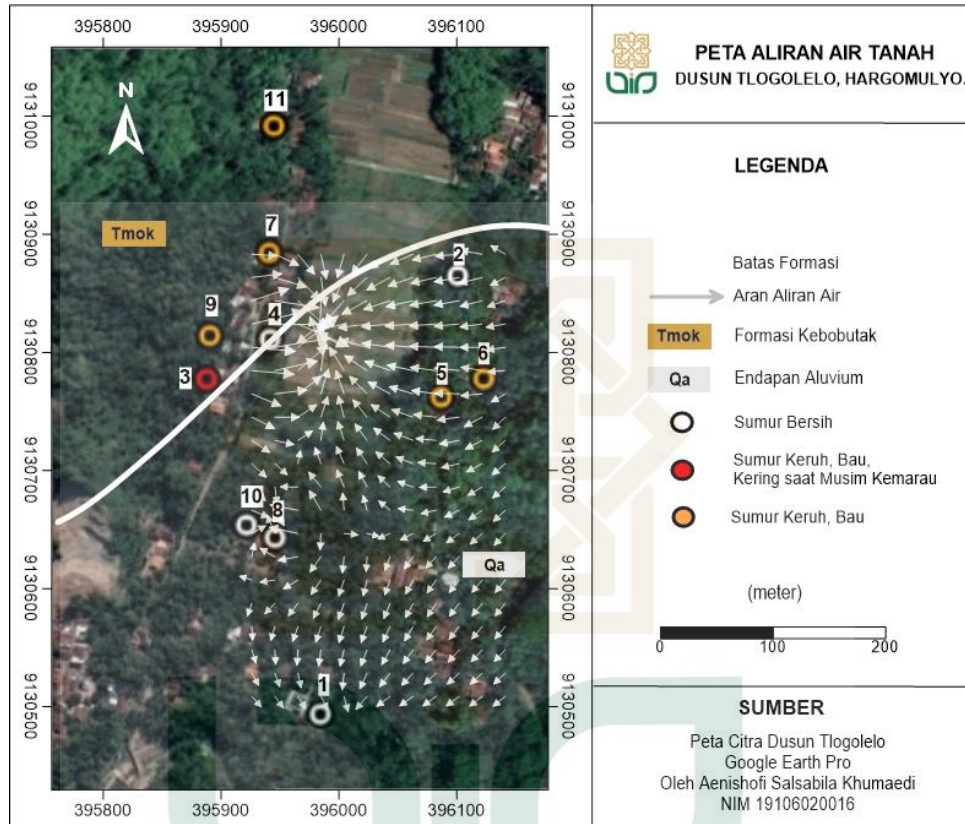 395800 395900 396000 396100
N
9131000 9131000
9130900 9130900
9130800 9130800
9130700 9130700
9130600 9130600
9130500 9130500
11
Tmok
7
2
9
4
3
6
5
10
8
Qa
1
395800 395900 396000 396100
PETA ALIRAN AIR TANAH
DUSUN TLOGOLELO, HARGOMULYO.
LEGENDA
Batas Formasi
Aran Aliran Air
Tmok Formasi Kebobutak
Qa Endapan Aluvium
Sumur Bersih
Sumur Keruh, Bau,
Kering saat Musim Kemarau
Sumur Keruh, Bau
(meter)
0 100 200
SUMBER
Peta Citra Dusun Tlogolelo
Google Earth Pro
Oleh Aenishofi Salsabila Khumaedi
NIM 19106020016